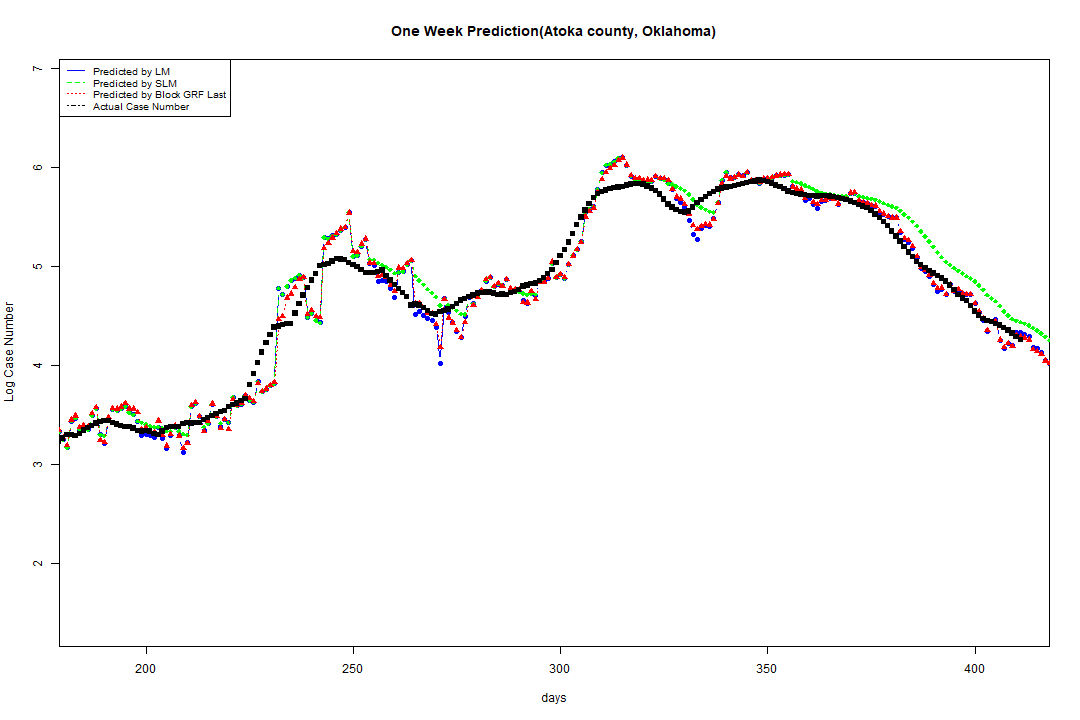 One Week Prediction(Atoka county, Oklahoma)
Predicted by LM
Predicted by SLM
Predicted by Block GRF Last
Actual Case Number
7
6
5
4
3
2
Log Case Number
200
250
300
350
400
days